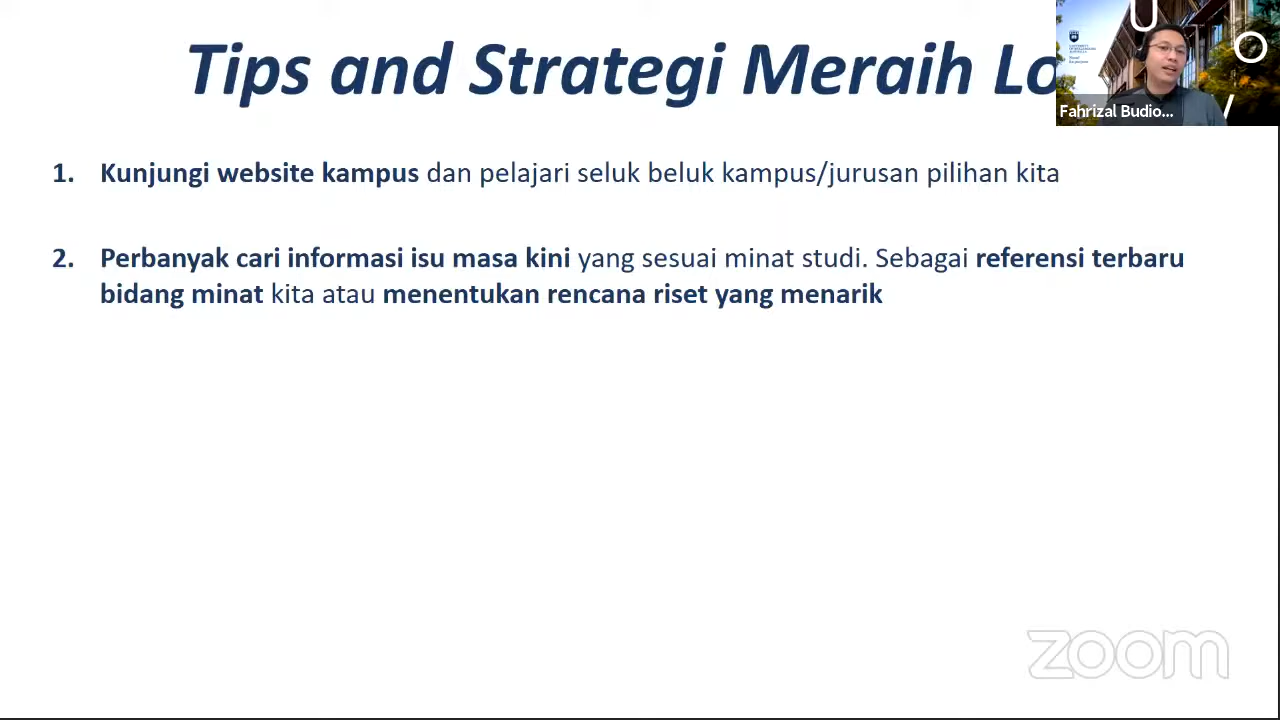 Tips and Strategi Meraih Lo
Fahrizal Budio...
1. Kunjungi website kampus dan pelajari seluk beluk kampus/jurusan pilihan kita
2. Perbanyak cari informasi isu masa kini yang sesuai minat studi. Sebagai referensi terbaru
bidang minat kita atau menentukan rencana riset yang menarik
zoom